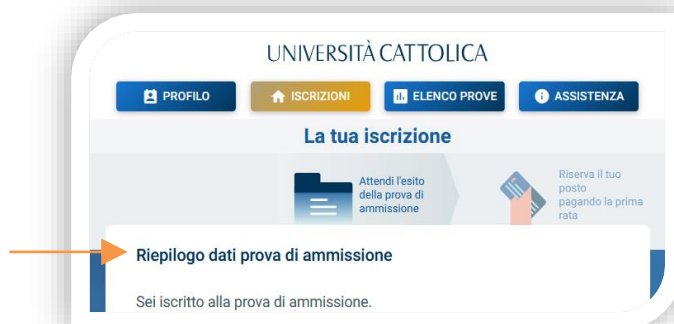 UNIVERSITÀ CATTOLICA
PROFILO
ISCRIZIONI
ELENCO PROVE
ASSISTENZA
La tua iscrizione
Attendi l'esito
della prova di
ammissione
Riserva il tuo
posto
pagando la prima
rata
Riepilogo dati prova di ammissione
Sei iscritto alla prova di ammissione.